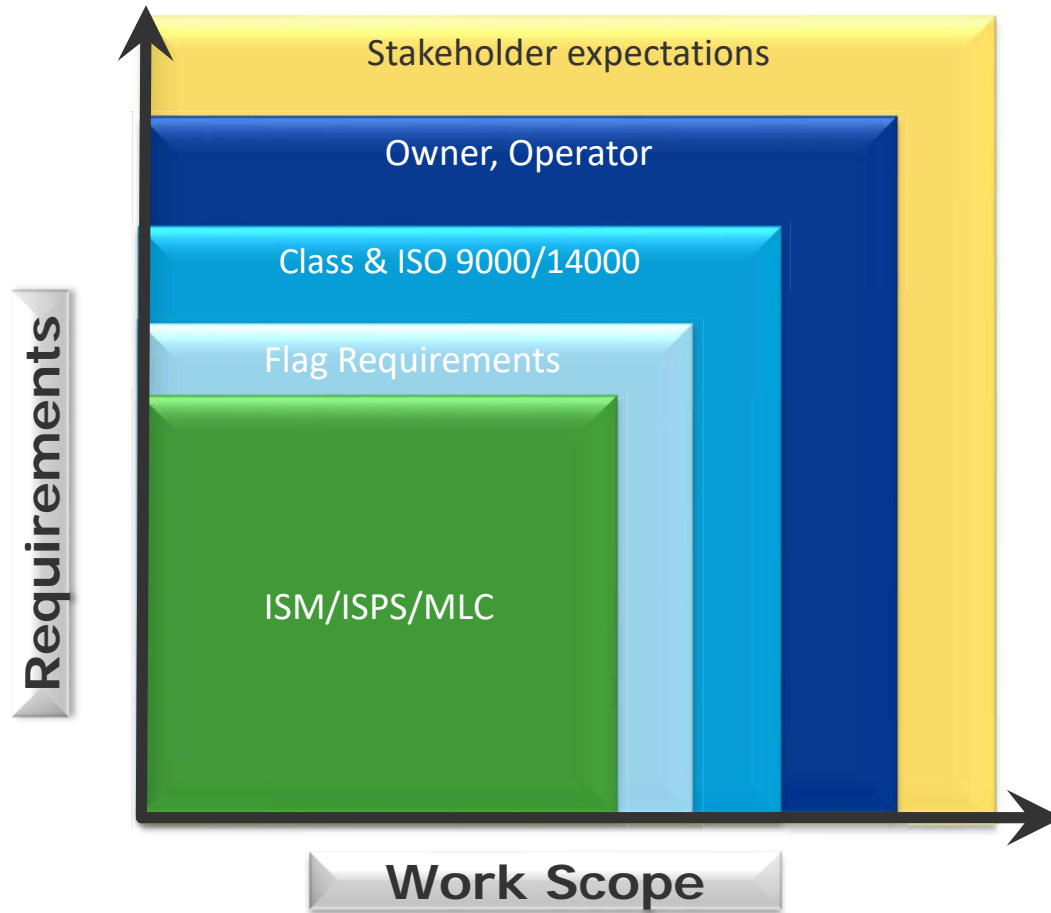 Stakeholder expectations
Owner, Operator
Class & ISO 9000/14000
Flag Requirements
ISM/ISPS/MLC
Requirements
Work Scope